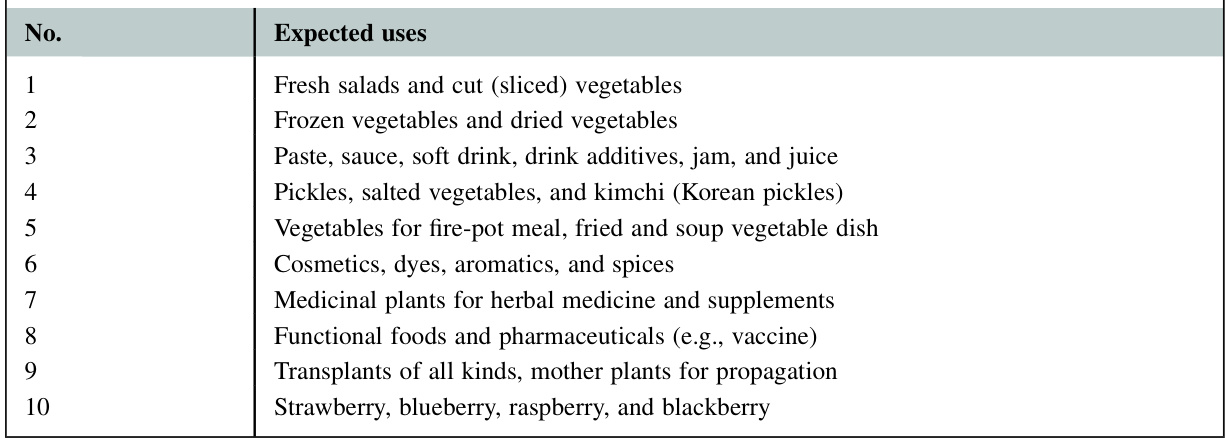 No. Expected uses
1 Fresh salads and cut (sliced) vegetables
2 Frozen vegetables and dried vegetables
3 Paste, sauce, soft drink, drink additives, jam, and juice
4 Pickles, salted vegetables, and kimchi (Korean pickles)
5 Vegetables for fire-pot meal, fried and soup vegetable dish
6 Cosmetics, dyes, aromatics, and spices
7 Medicinal plants for herbal medicine and supplements
8 Functional foods and pharmaceuticals (e.g., vaccine)
9 Transplants of all kinds, mother plants for propagation
10 Strawberry, blueberry, raspberry, and blackberry